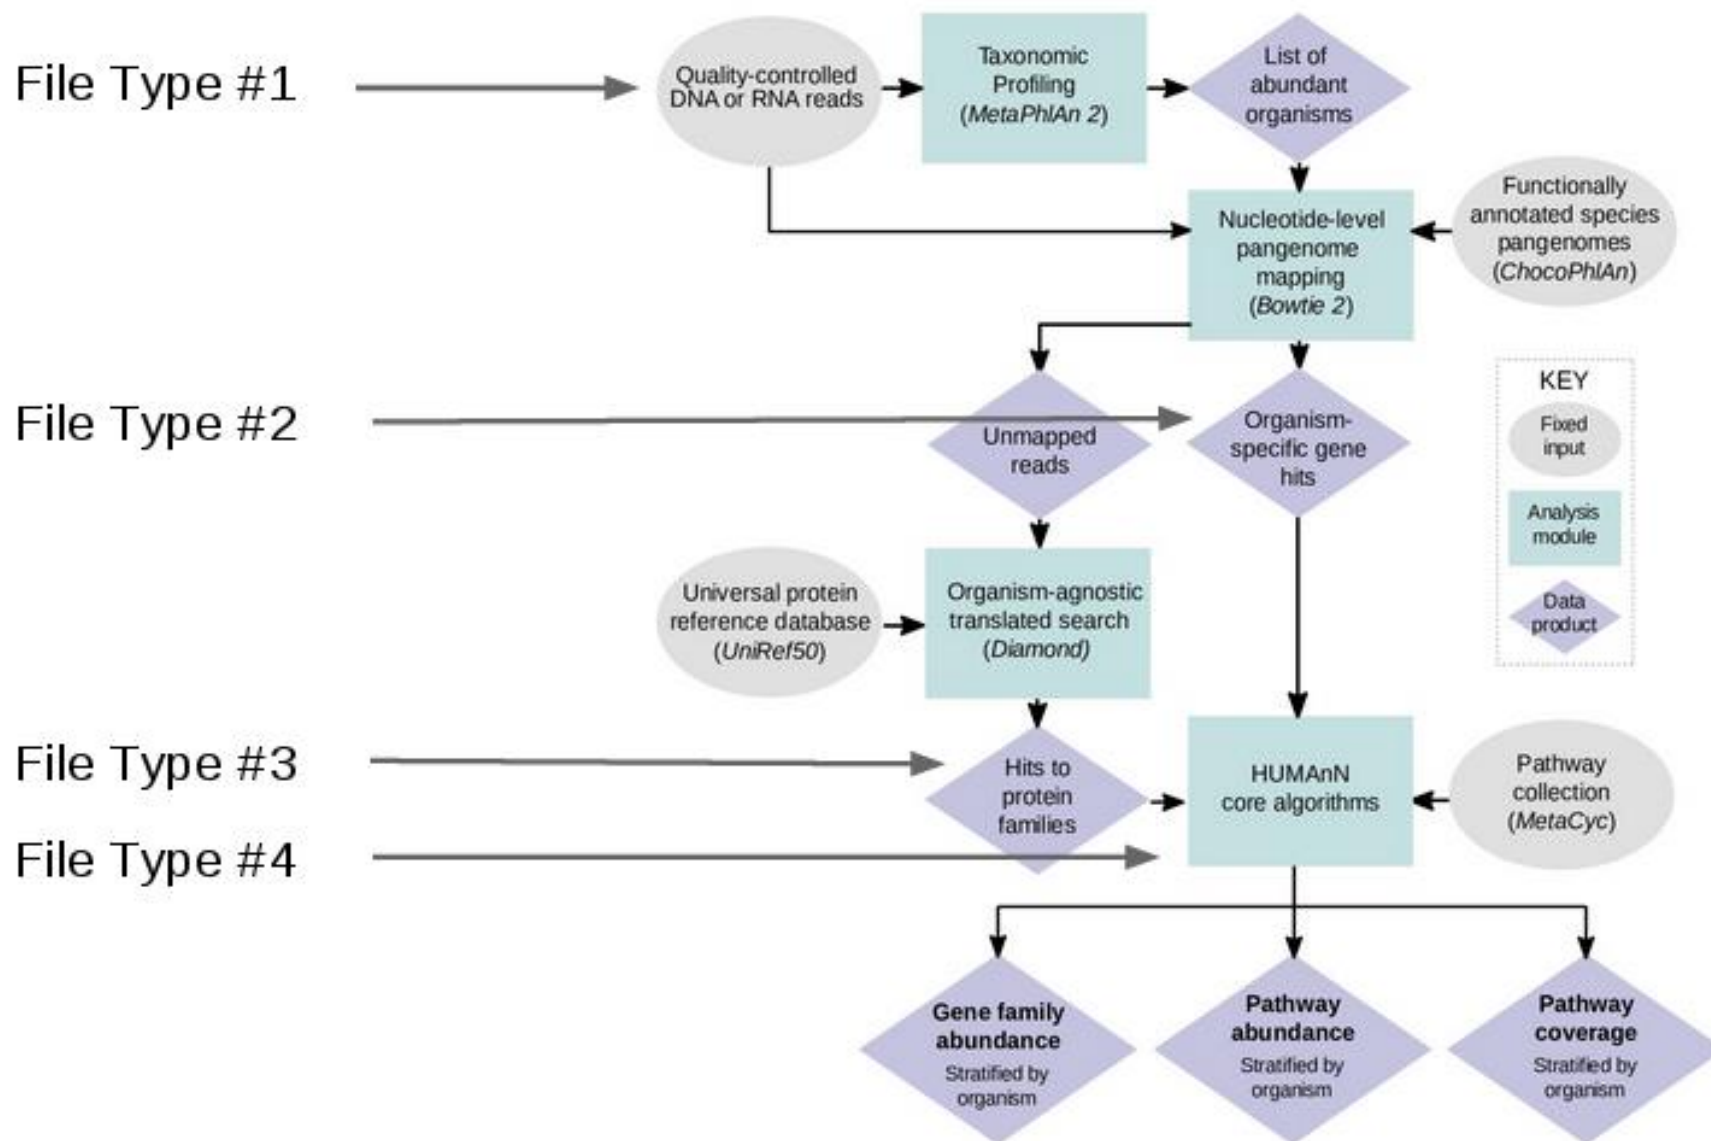 File Type #1
Quality-controlled
DNA or RNA reads
Taxonomic
Profiling
(MetaPhlAn 2)
List of
abundant
organisms
Nucleotide-level
pangenome
mapping
(Bowtie 2)
Functionally
annotated species
pangenomes
(ChocoPhlAn)
File Type #2
Unmapped
reads
Organism-
specific gene
hits
KEY
Fixed
input
Analysis
module
Data
product
Universal protein
reference database
(UniRef50)
Organism-agnostic
translated search
(Diamond)
File Type #3
Hits to
protein
families
HUMAnN
core algorithms
Pathway
collection
(MetaCyc)
File Type #4
Gene family
abundance
Stratified by
organism
Pathway
abundance
Stratified by
organism
Pathway
coverage
Stratified by
organism